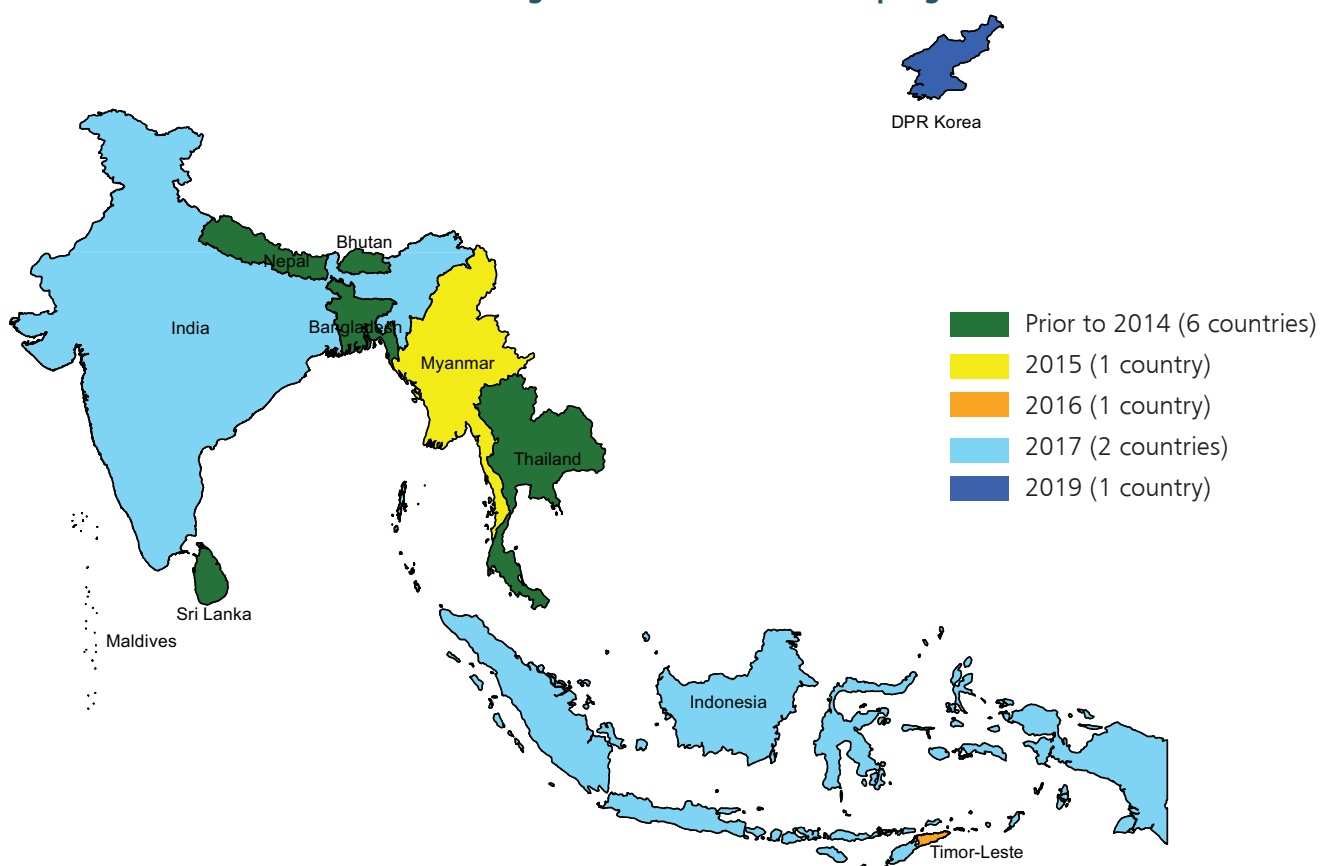 DPR Korea
Bhutan
Nepal
India
Bangladesh
Myanmar
Thailand
Sri Lanka
Maldives
Indonesia
Timor-Leste
Prior to 2014 (6 countries)
2015 (1 country)
2016 (1 country)
2017 (2 countries)
2019 (1 country)